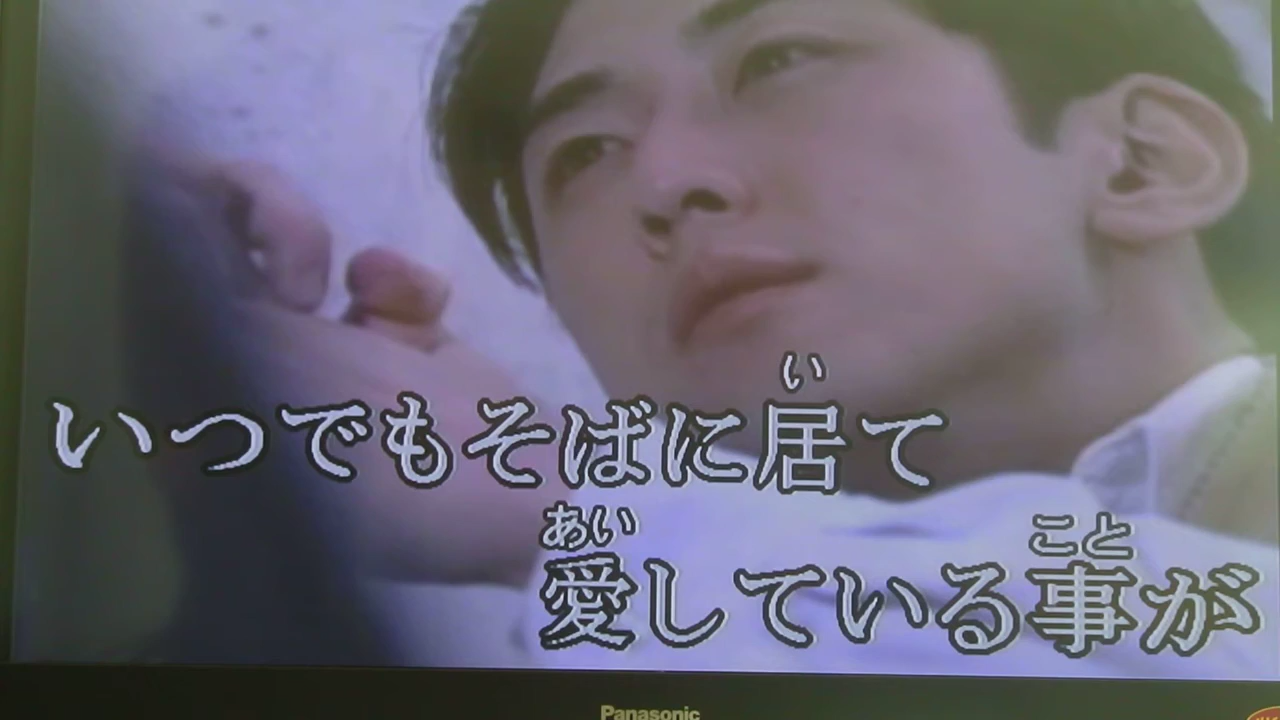 い
いつでもそばに居て
あい こと
愛している事が
Panasonic